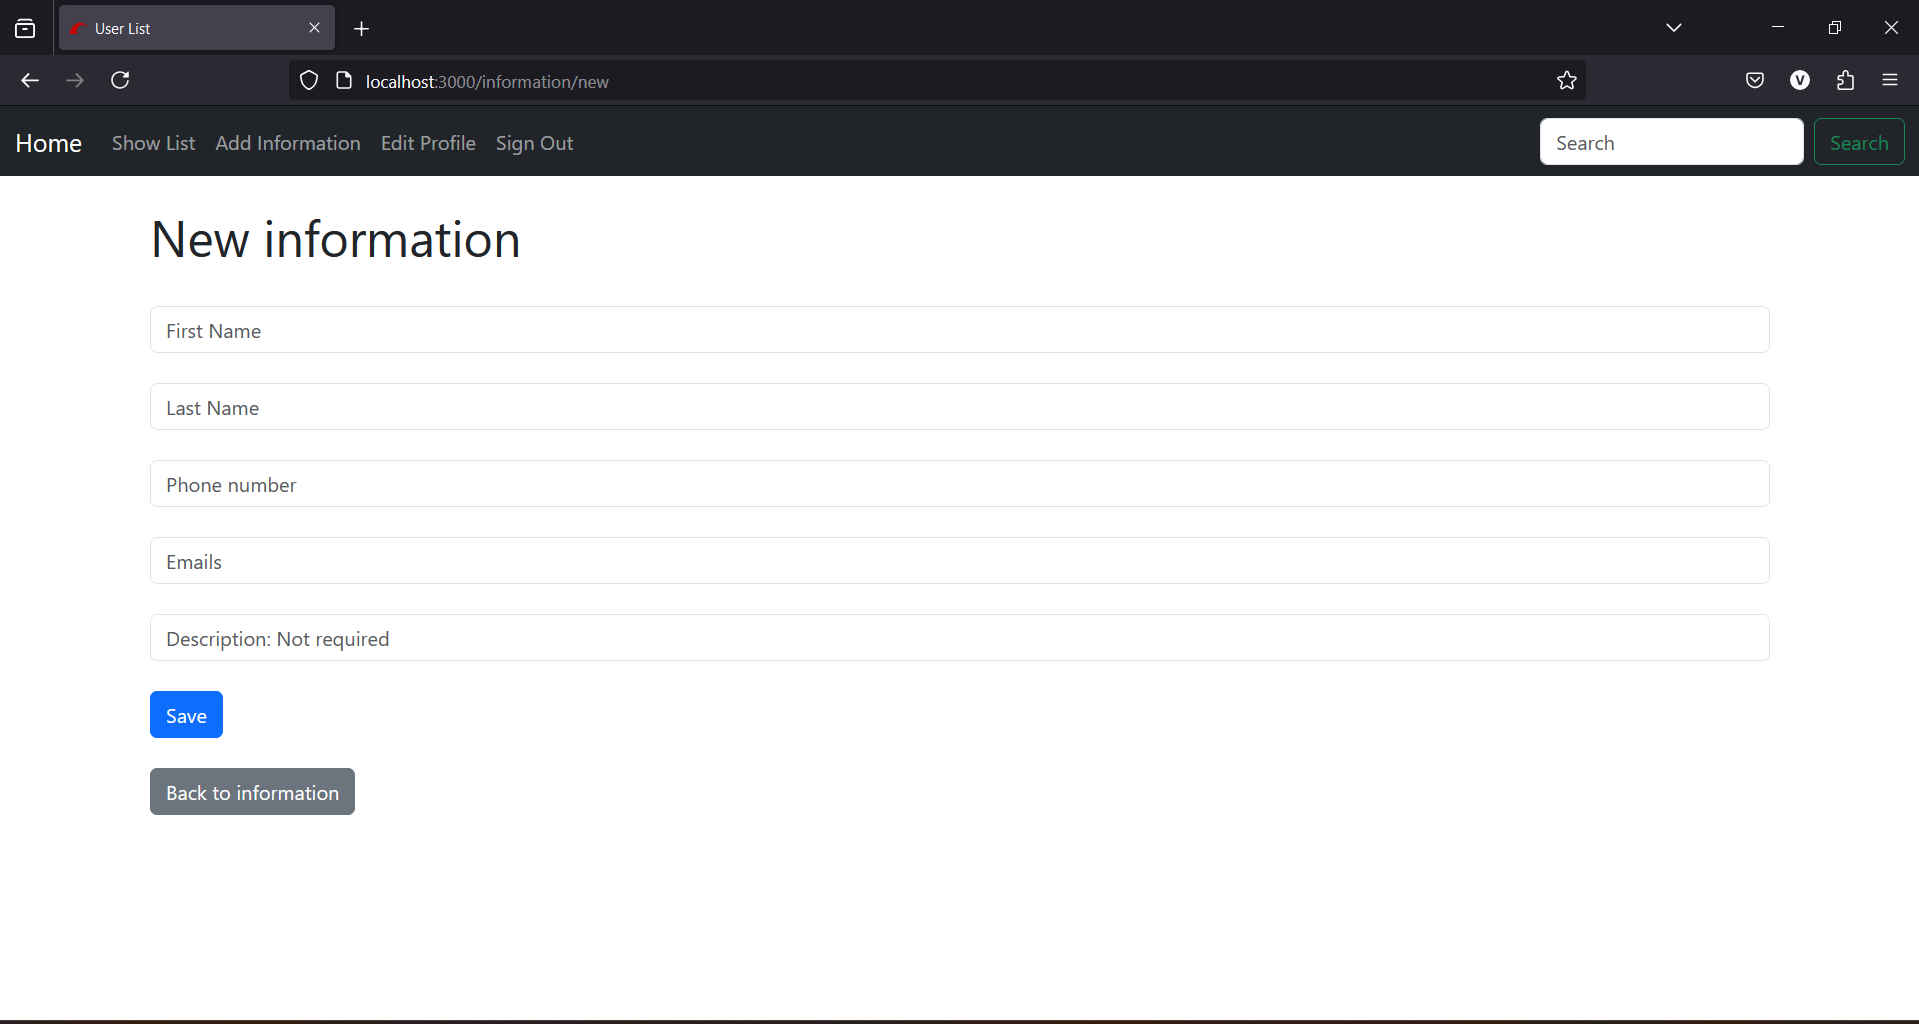 User List
localhost:3000/information/new
V
Home Show List Add Information Edit Profile Sign Out Search Search
New information
First Name
Last Name
Phone number
Emails
Description: Not required
Save
Back to information